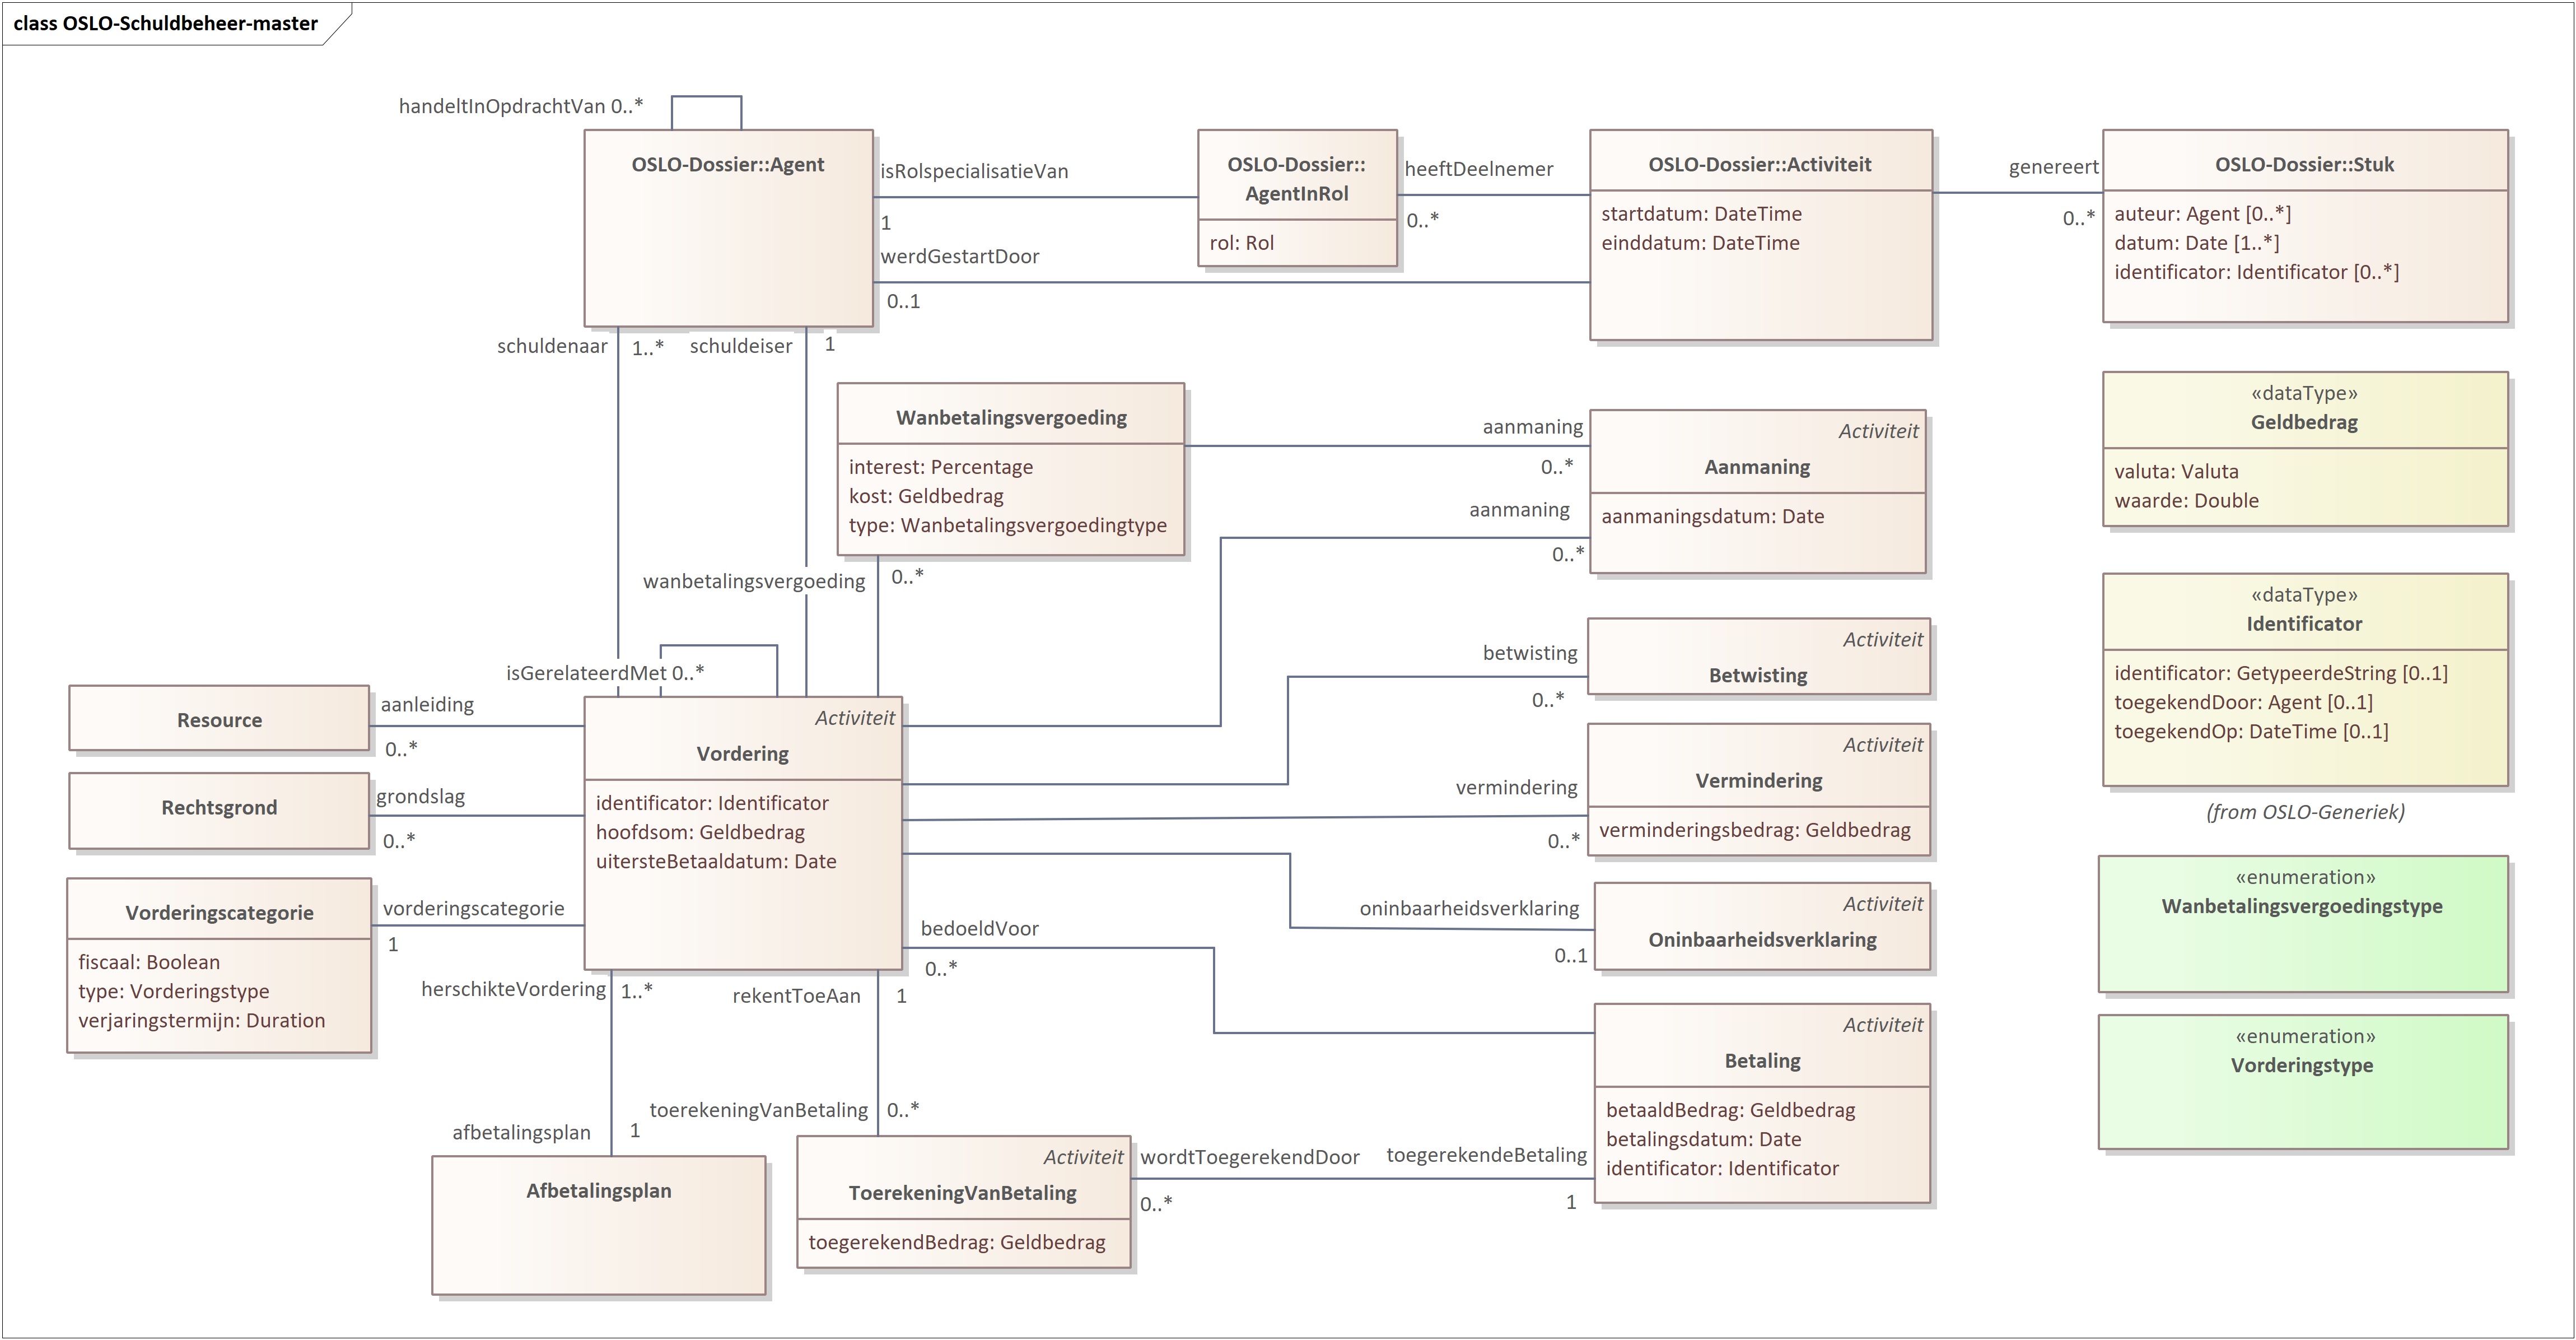 class OSLO-Schuldbeheer-master
handeltInOpdrachtVan 0..*
OSLO-Dossier::Agent
isRolspecialisatieVan
1
werdGestartDoor
0..1
OSLO-Dossier::
AgentInRol
rol: Rol
heeftDeelnemer
0..*
OSLO-Dossier::Activiteit
startdatum: DateTime
einddatum: DateTime
genereert
0..*
OSLO-Dossier::Stuk
auteur: Agent [0..*]
datum: Date [1..*]
identificator: Identificator [0..*]
schuldenaar
1..*
schuldeiser
1
Wanbetalingsvergoeding
interest: Percentage
kost: Geldbedrag
type: Wanbetalingsvergoedingtype
aanmaning
0..*
aanmaning
0..*
Activiteit
Aanmaning
aanmaningsdatum: Date
«dataType»
Geldbedrag
valuta: Valuta
waarde: Double
wanbetalingsvergoeding
0..*
isGerelateerdMet 0..*
betwisting
0..*
Activiteit
Betwisting
«dataType»
Identificator
identificator: GetypeerdeString [0..1]
toegekendDoor: Agent [0..1]
toegekendOp: DateTime [0..1]
(from OSLO-Generiek)
Resource
aanleiding
0..*
Rechtsgrond
grondslag
0..*
Vorderingscategorie
fiscaal: Boolean
type: Vorderingstype
verjaringstermijn: Duration
vorderingscategorie
1
Activiteit
Vordering
identificator: Identificator
hoofdsom: Geldbedrag
uitersteBetaaldatum: Date
vermindering
0..*
Activiteit
Vermindering
verminderingsbedrag: Geldbedrag
oninbaarheidsverklaring
0..1
Activiteit
Oninbaarheidsverklaring
«enumeration»
Wanbetalingsvergoedingstype
«enumeration»
Vorderingstype
bedoeldVoor
0..*
herschikteVordering
1..*
rekentToeAan
1
Activiteit
Betaling
betaaldBedrag: Geldbedrag
betalingsdatum: Date
identificator: Identificator
afbetalingsplan
1
toerekeningVanBetaling
0..*
Afbetalingsplan
Activiteit
ToerekeningVanBetaling
toegerekendBedrag: Geldbedrag
wordtToegerekendDoor
0..*
toegerekendeBetaling
1